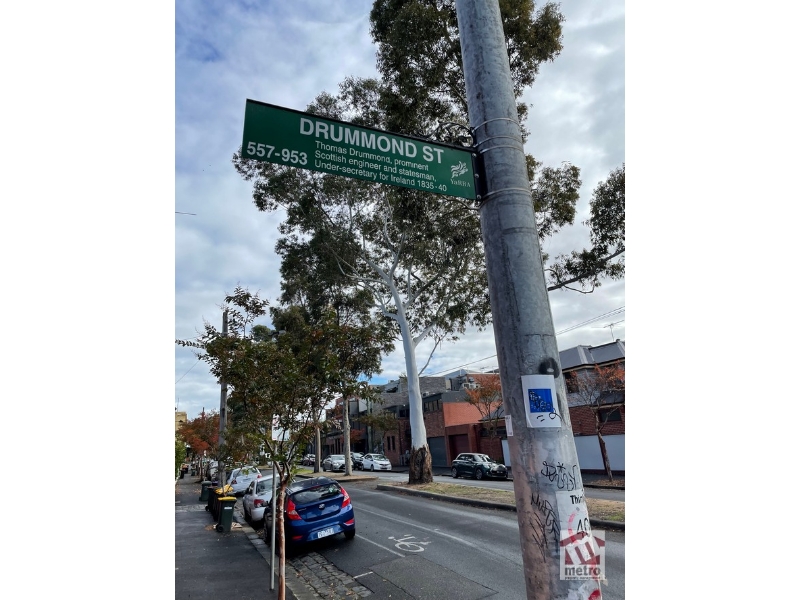 DRUMMOND ST
557-953
Thomas Drummond, prominent
Scottish engineer and statesman,
Under-secretary for Ireland 1835-40
YaRRA
metro